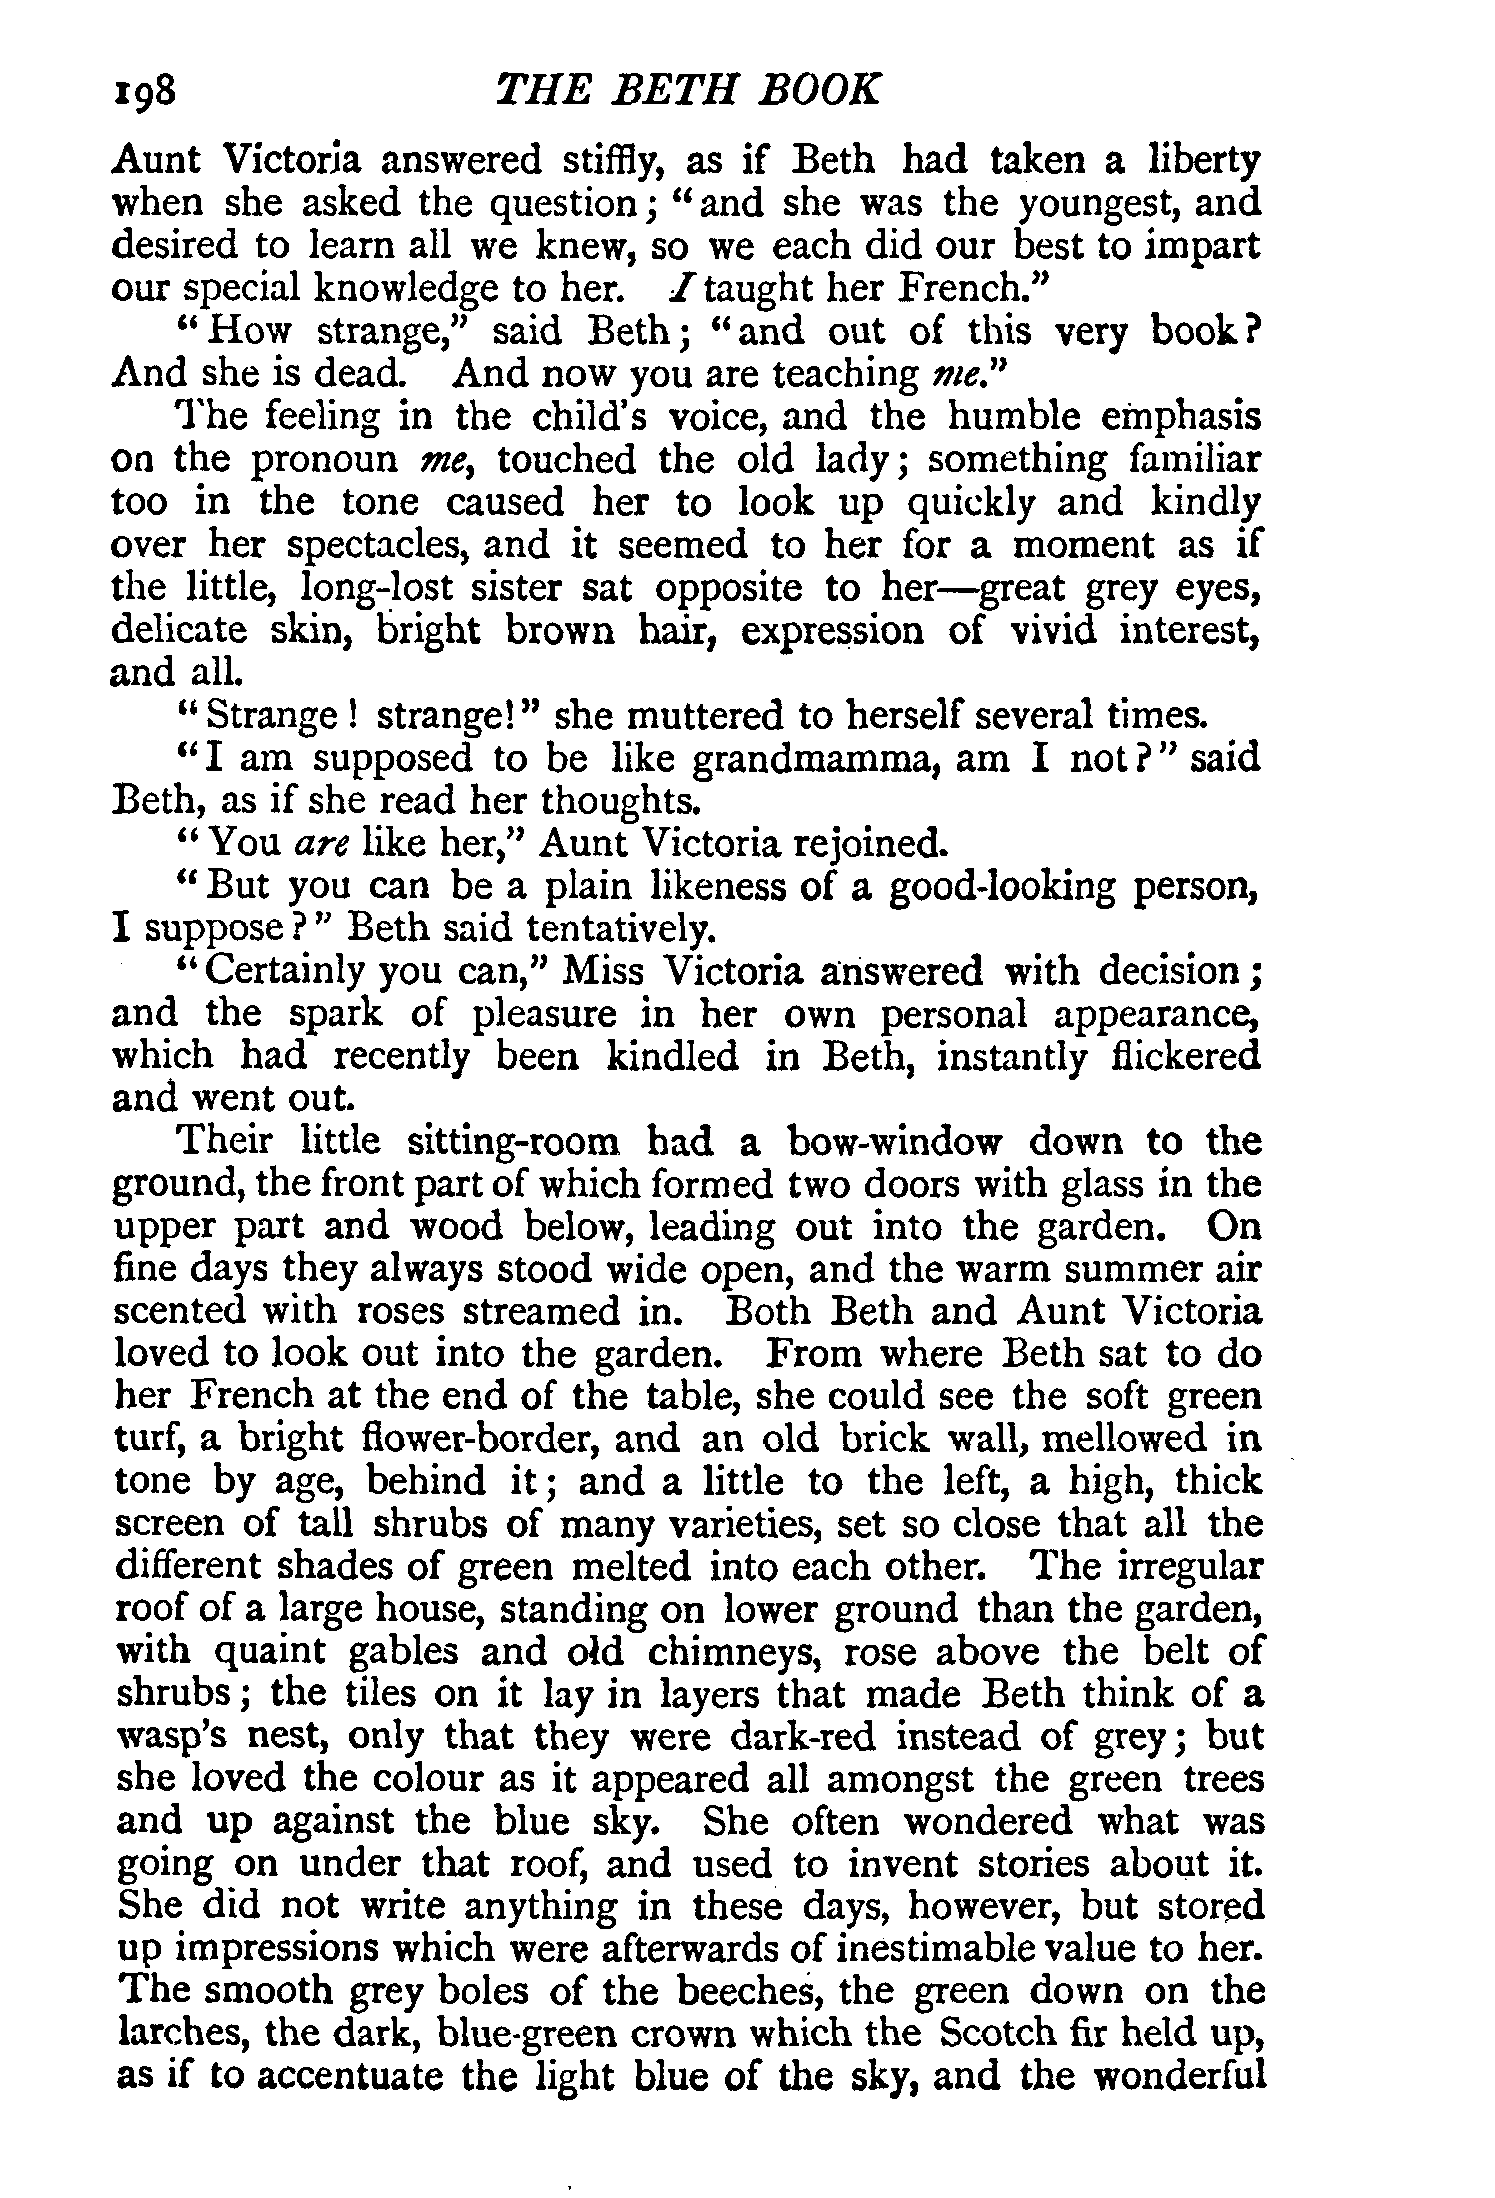 198 THE BETH BOOK
Aunt Victoria answered stiffly, as if Beth had taken a liberty
when she asked the question; "and she was the youngest, and
desired to learn all we knew, so we each did our best to impart
our special knowledge to her. I taught her French."
"How strange," said Beth; "and out of this very book?
And she is dead. And now you are teaching me."
The feeling in the child's voice, and the humble emphasis
on the pronoun me, touched the old lady; something familiar
too in the tone caused her to look up quickly and kindly
over her spectacles, and it seemed to her for a moment as if
the little, long-lost sister sat opposite to her—great grey eyes,
delicate skin, bright brown hair, expression of vivid interest,
and all.
"Strange! strange!" she muttered to herself several times.
"I am supposed to be like grandmamma, am I not?" said
Beth, as if she read her thoughts.
"You are like her," Aunt Victoria rejoined.
"But you can be a plain likeness of a good-looking person,
I suppose?" Beth said tentatively.
"Certainly you can," Miss Victoria answered with decision;
and the spark of pleasure in her own personal appearance,
which had recently been kindled in Beth, instantly flickered
and went out.
Their little sitting-room had a bow-window down to the
ground, the front part of which formed two doors with glass in the
upper part and wood below, leading out into the garden. On
fine days they always stood wide open, and the warm summer air
scented with roses streamed in. Both Beth and Aunt Victoria
loved to look out into the garden. From where Beth sat to do
her French at the end of the table, she could see the soft green
turf, a bright flower-border, and an old brick wall, mellowed in
tone by age, behind it; and a little to the left, a high, thick
screen of tall shrubs of many varieties, set so close that all the
different shades of green melted into each other. The irregular
roof of a large house, standing on lower ground than the garden,
with quaint gables and old chimneys, rose above the belt of
shrubs; the tiles on it lay in layers that made Beth think of a
wasp's nest, only that they were dark-red instead of grey; but
she loved the colour as it appeared all amongst the green trees
and up against the blue sky. She often wondered what was
going on under that roof, and used to invent stories about it.
She did not write anything in these days, however, but stored
up impressions which were afterwards of inestimable value to her.
The smooth grey boles of the beeches, the green down on the
larches, the dark, blue-green crown which the Scotch fir held up,
as if to accentuate the light blue of the sky, and the wonderful